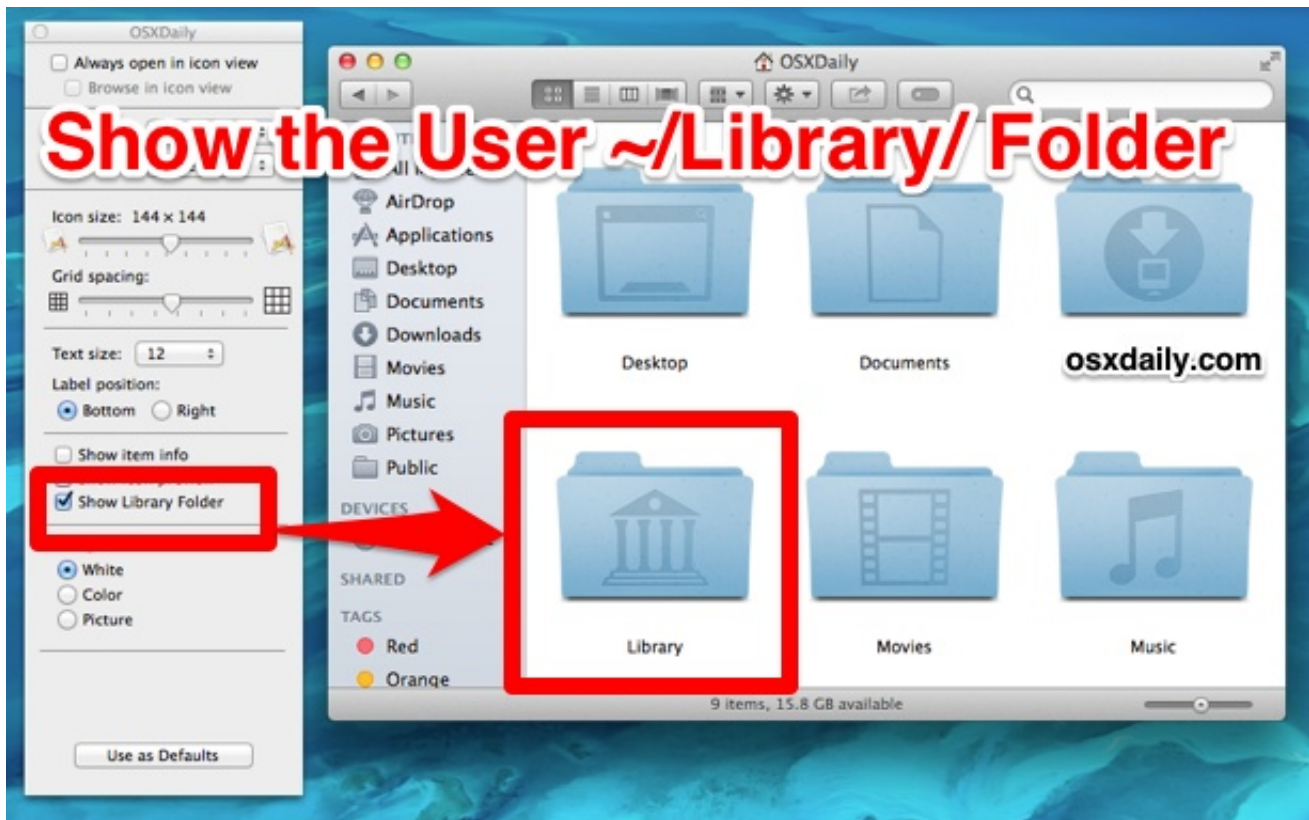 OSXDaily
Always open in icon view
Browse in icon view
Show the User ~/Library/ Folder
Icon size: 144 x 144
Grid spacing:
Text size: 12
Label position:
Bottom Right
Show item info
Show Library Folder
White
Color
Picture
Use as Defaults
OSXDaily
AirDrop
Applications
Desktop
Documents
Downloads
Movies
Music
Pictures
Public
DEVICES
SHARED
TAGS
Red
Orange
Desktop Documents osxdaily.com
Library Movies Music
9 items, 15.8 GB available